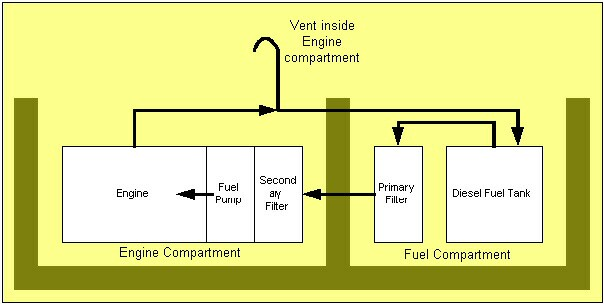 Vent inside
Engine
compartment
Engine
Fuel
Pump
Second
ary
Filter
Primary
Filter
Diesel Fuel Tank
Engine Compartment
Fuel Compartment